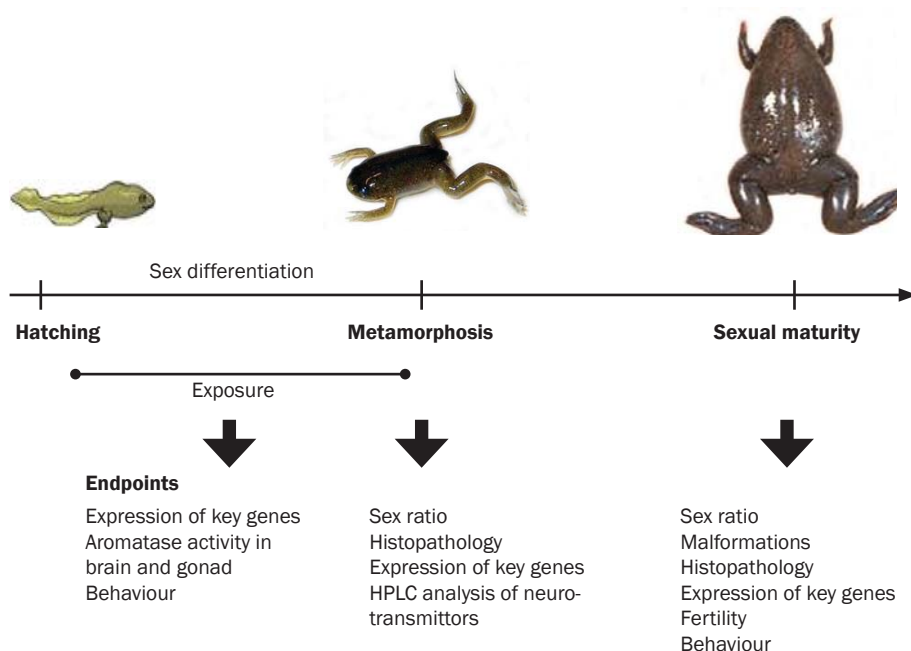 Sex differentiation
Hatching
Metamorphosis
Sexual maturity
Exposure
Endpoints
Expression of key genes
Aromatase activity in
brain and gonad
Behaviour
Sex ratio
Histopathology
Expression of key genes
HPLC analysis of neuro-
transmittors
Sex ratio
Malformations
Histopathology
Expression of key genes
Fertility
Behaviour